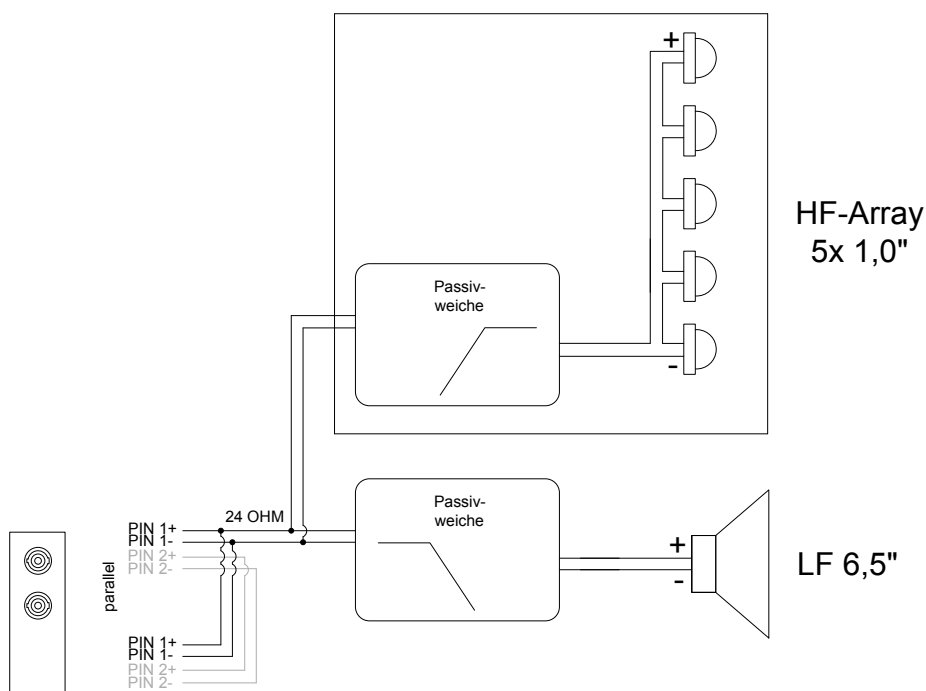 +
HF-Array
5x 1,0"
Passiv-
weiche
-
24 OHM
Passiv-
weiche
PIN 1+
PIN 1-
PIN 2+
PIN 2-
parallel
+
-
LF 6,5"
PIN 1+
PIN 1-
PIN 2+
PIN 2-